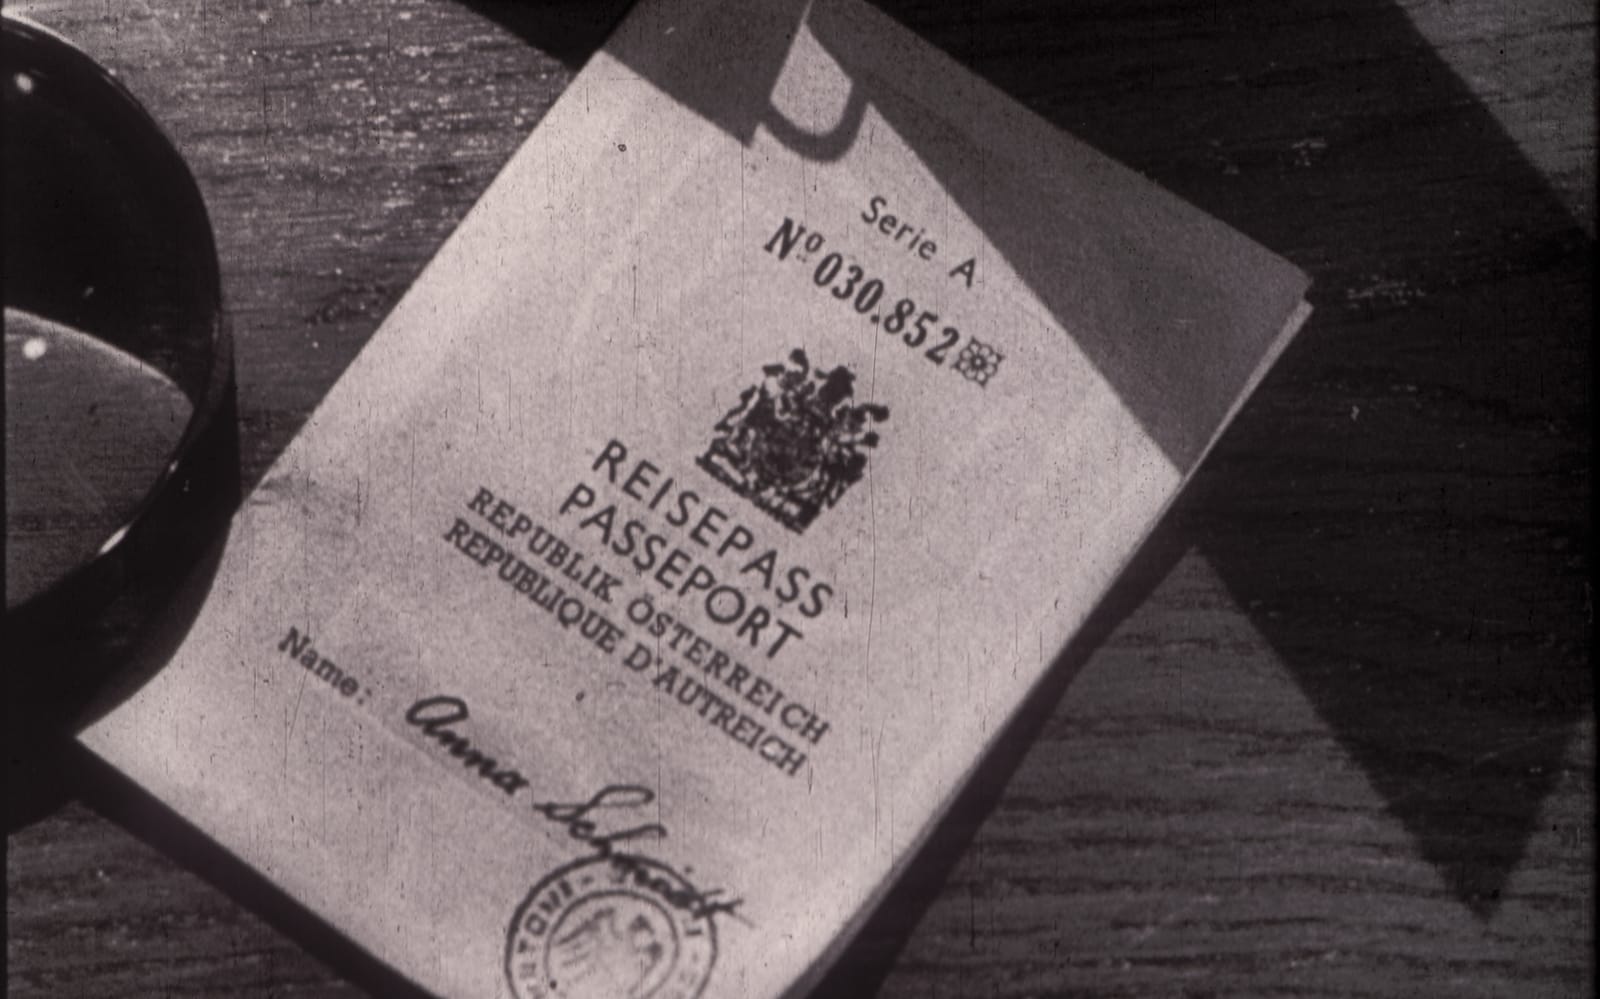 Serie A
Nº 030.852
REISEPASS
PASSEPORT
REPUBLIK ÖSTERREICH
REPUBLIQUE D'AUTREICH
Name: Anna Schmidt